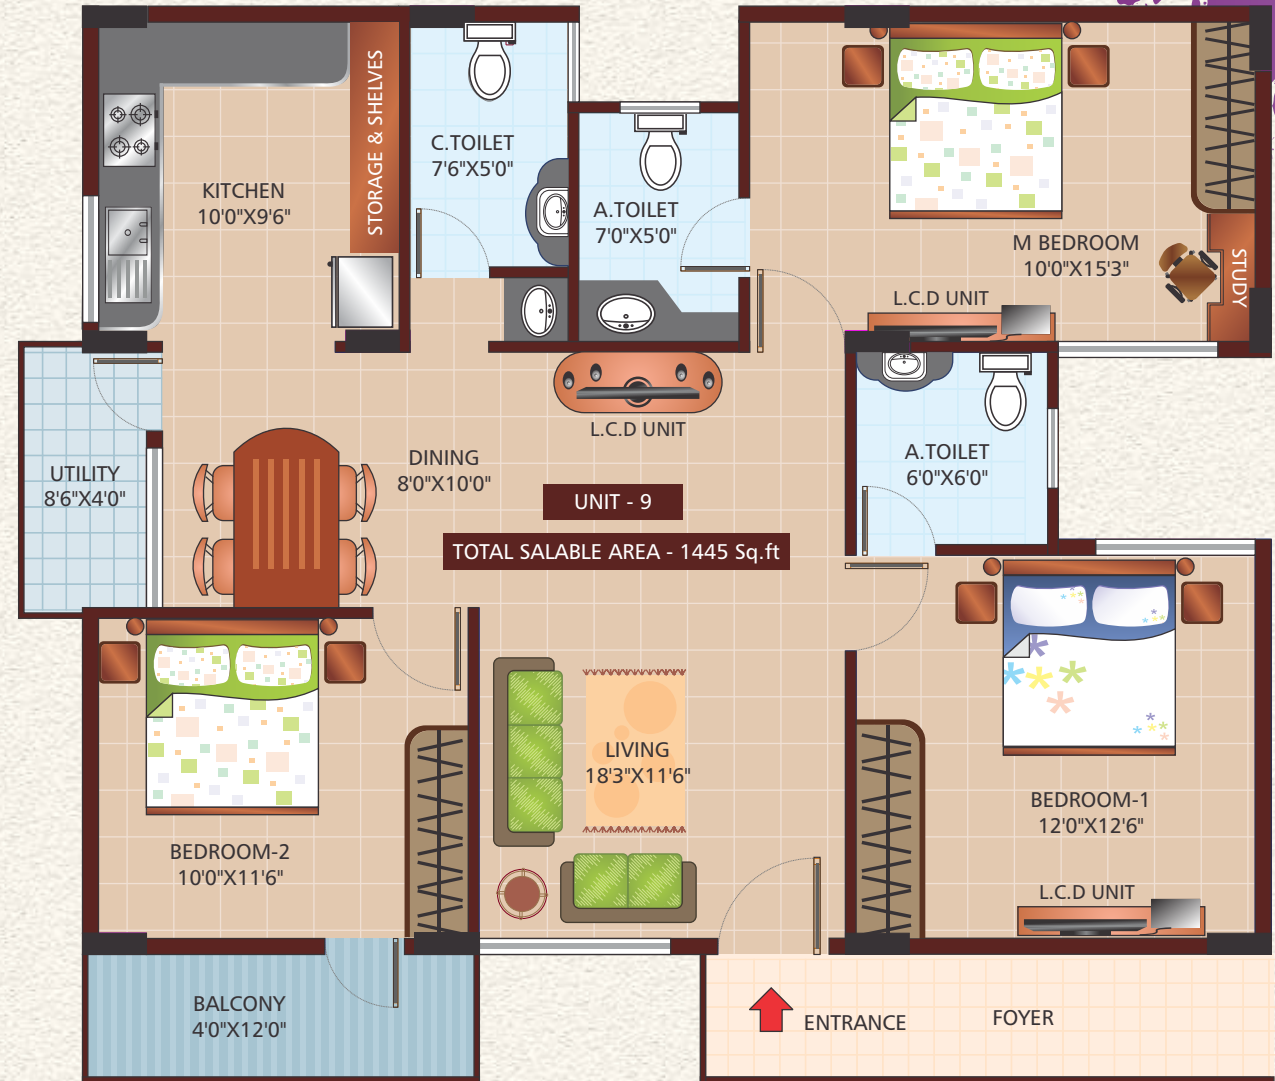 KITCHEN
10'0"X9'6"
STORAGE & SHELVES
C.TOILET
7'6"X5'0"
A.TOILET
7'0"X5'0"
M BEDROOM
10'0"X15'3"
STUDY
L.C.D UNIT
L.C.D UNIT
UTILITY
8'6"X4'0"
DINING
8'0"X10'0"
A.TOILET
6'0"X6'0"
UNIT - 9
TOTAL SALABLE AREA - 1445 Sq.ft
LIVING
18'3"X11'6"
BEDROOM-2
10'0"X11'6"
BEDROOM-1
12'0"X12'6"
L.C.D UNIT
BALCONY
4'0"X12'0"
ENTRANCE
FOYER